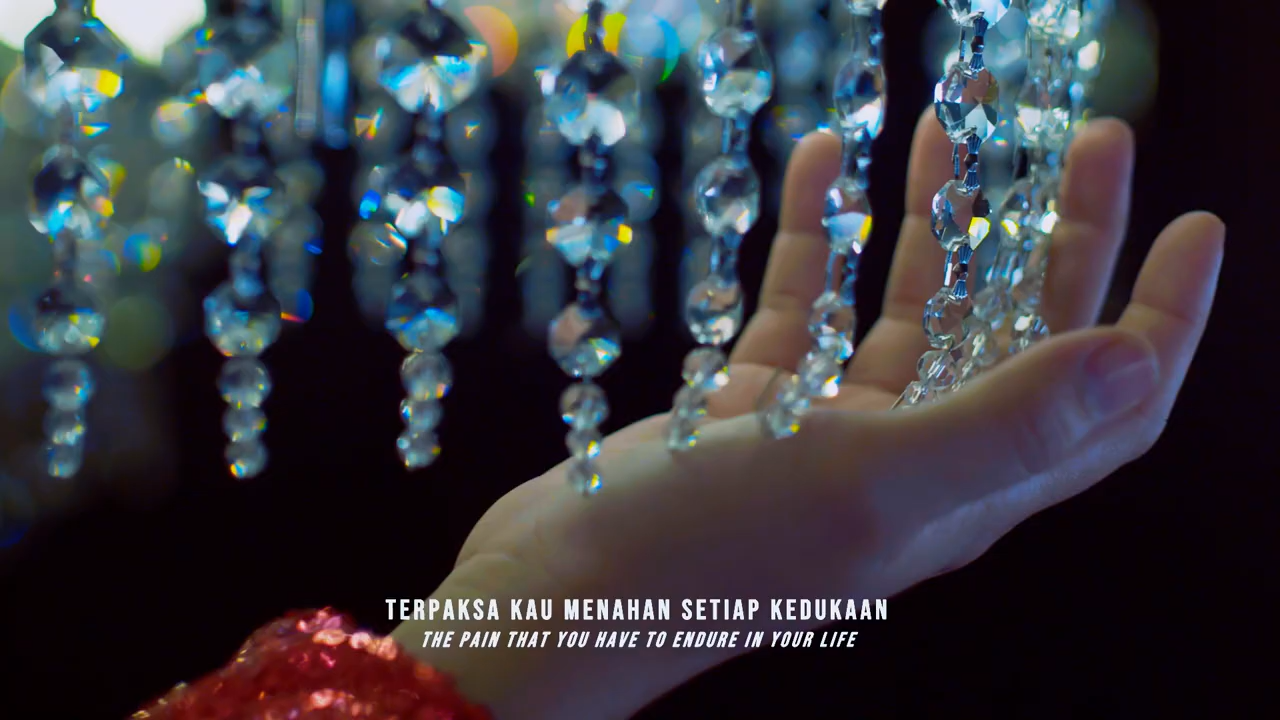 TERPAKSA KAU MENAHAN SETIAP KEDUKAAN
THE PAIN THAT YOU HAVE TO ENDURE IN YOUR LIFE